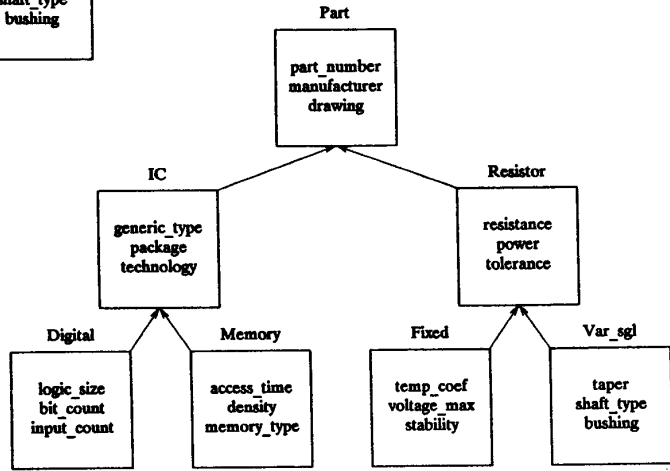 shaft_type
bushing
Part
part_number
manufacturer
drawing
IC
Resistor
generic_type
package
technology
resistance
power
tolerance
Digital
Memory
Fixed
Var_sgl
logic_size
bit_count
input_count
access_time
density
memory_type
temp_coef
voltage_max
stability
taper
shaft_type
bushing